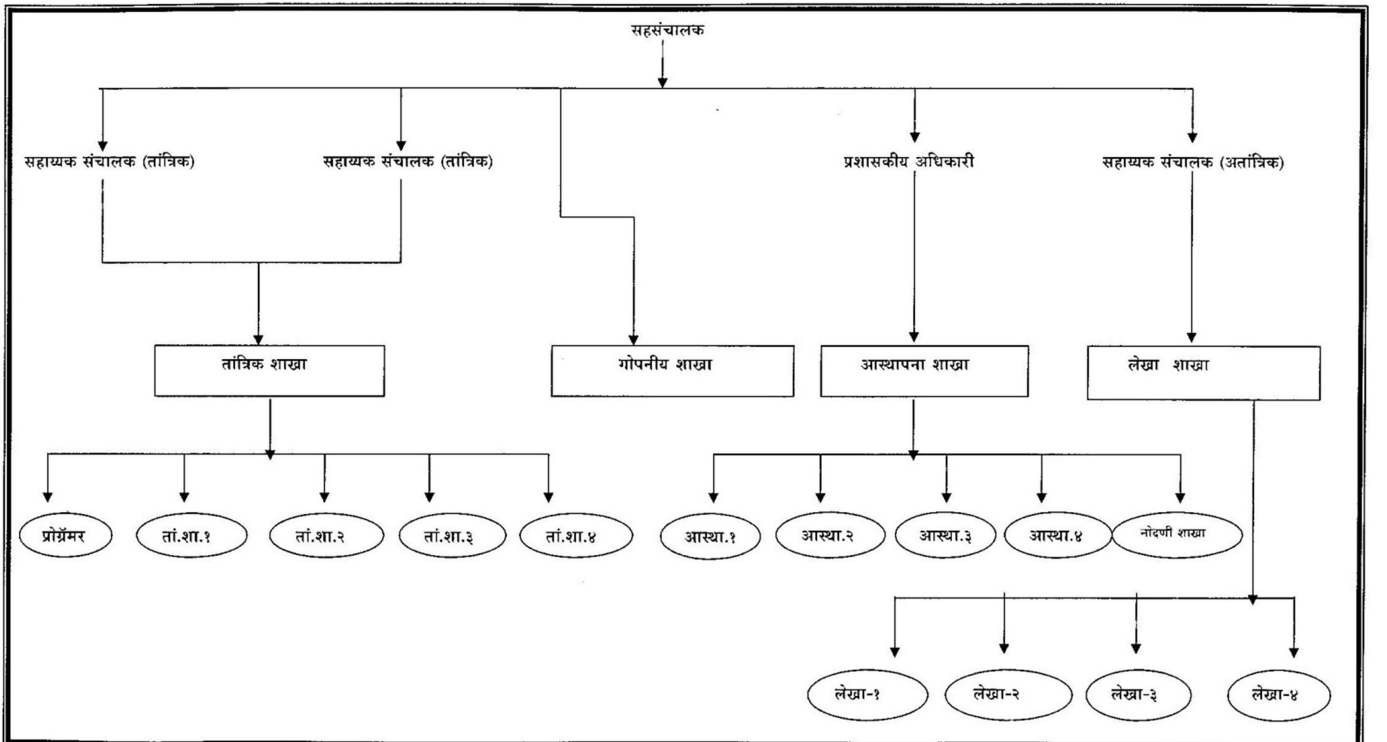 सहसंचालक
सहाय्यक संचालक (तांत्रिक)
सहाय्यक संचालक (तांत्रिक)
प्रशासकीय अधिकारी
सहाय्यक संचालक (अतांत्रिक)
तांत्रिक शाखा
गोपनीय शाखा
आस्थापना शाखा
लेखा शाखा
प्रोग्रॅमर
तां.शा.१
तां.शा.२
तां.शा.३
तां.शा.४
आस्था.१
आस्था.२
आस्था.३
आस्था.४
नोदणी शाखा
लेखा-१
लेखा-२
लेखा-३
लेखा-४